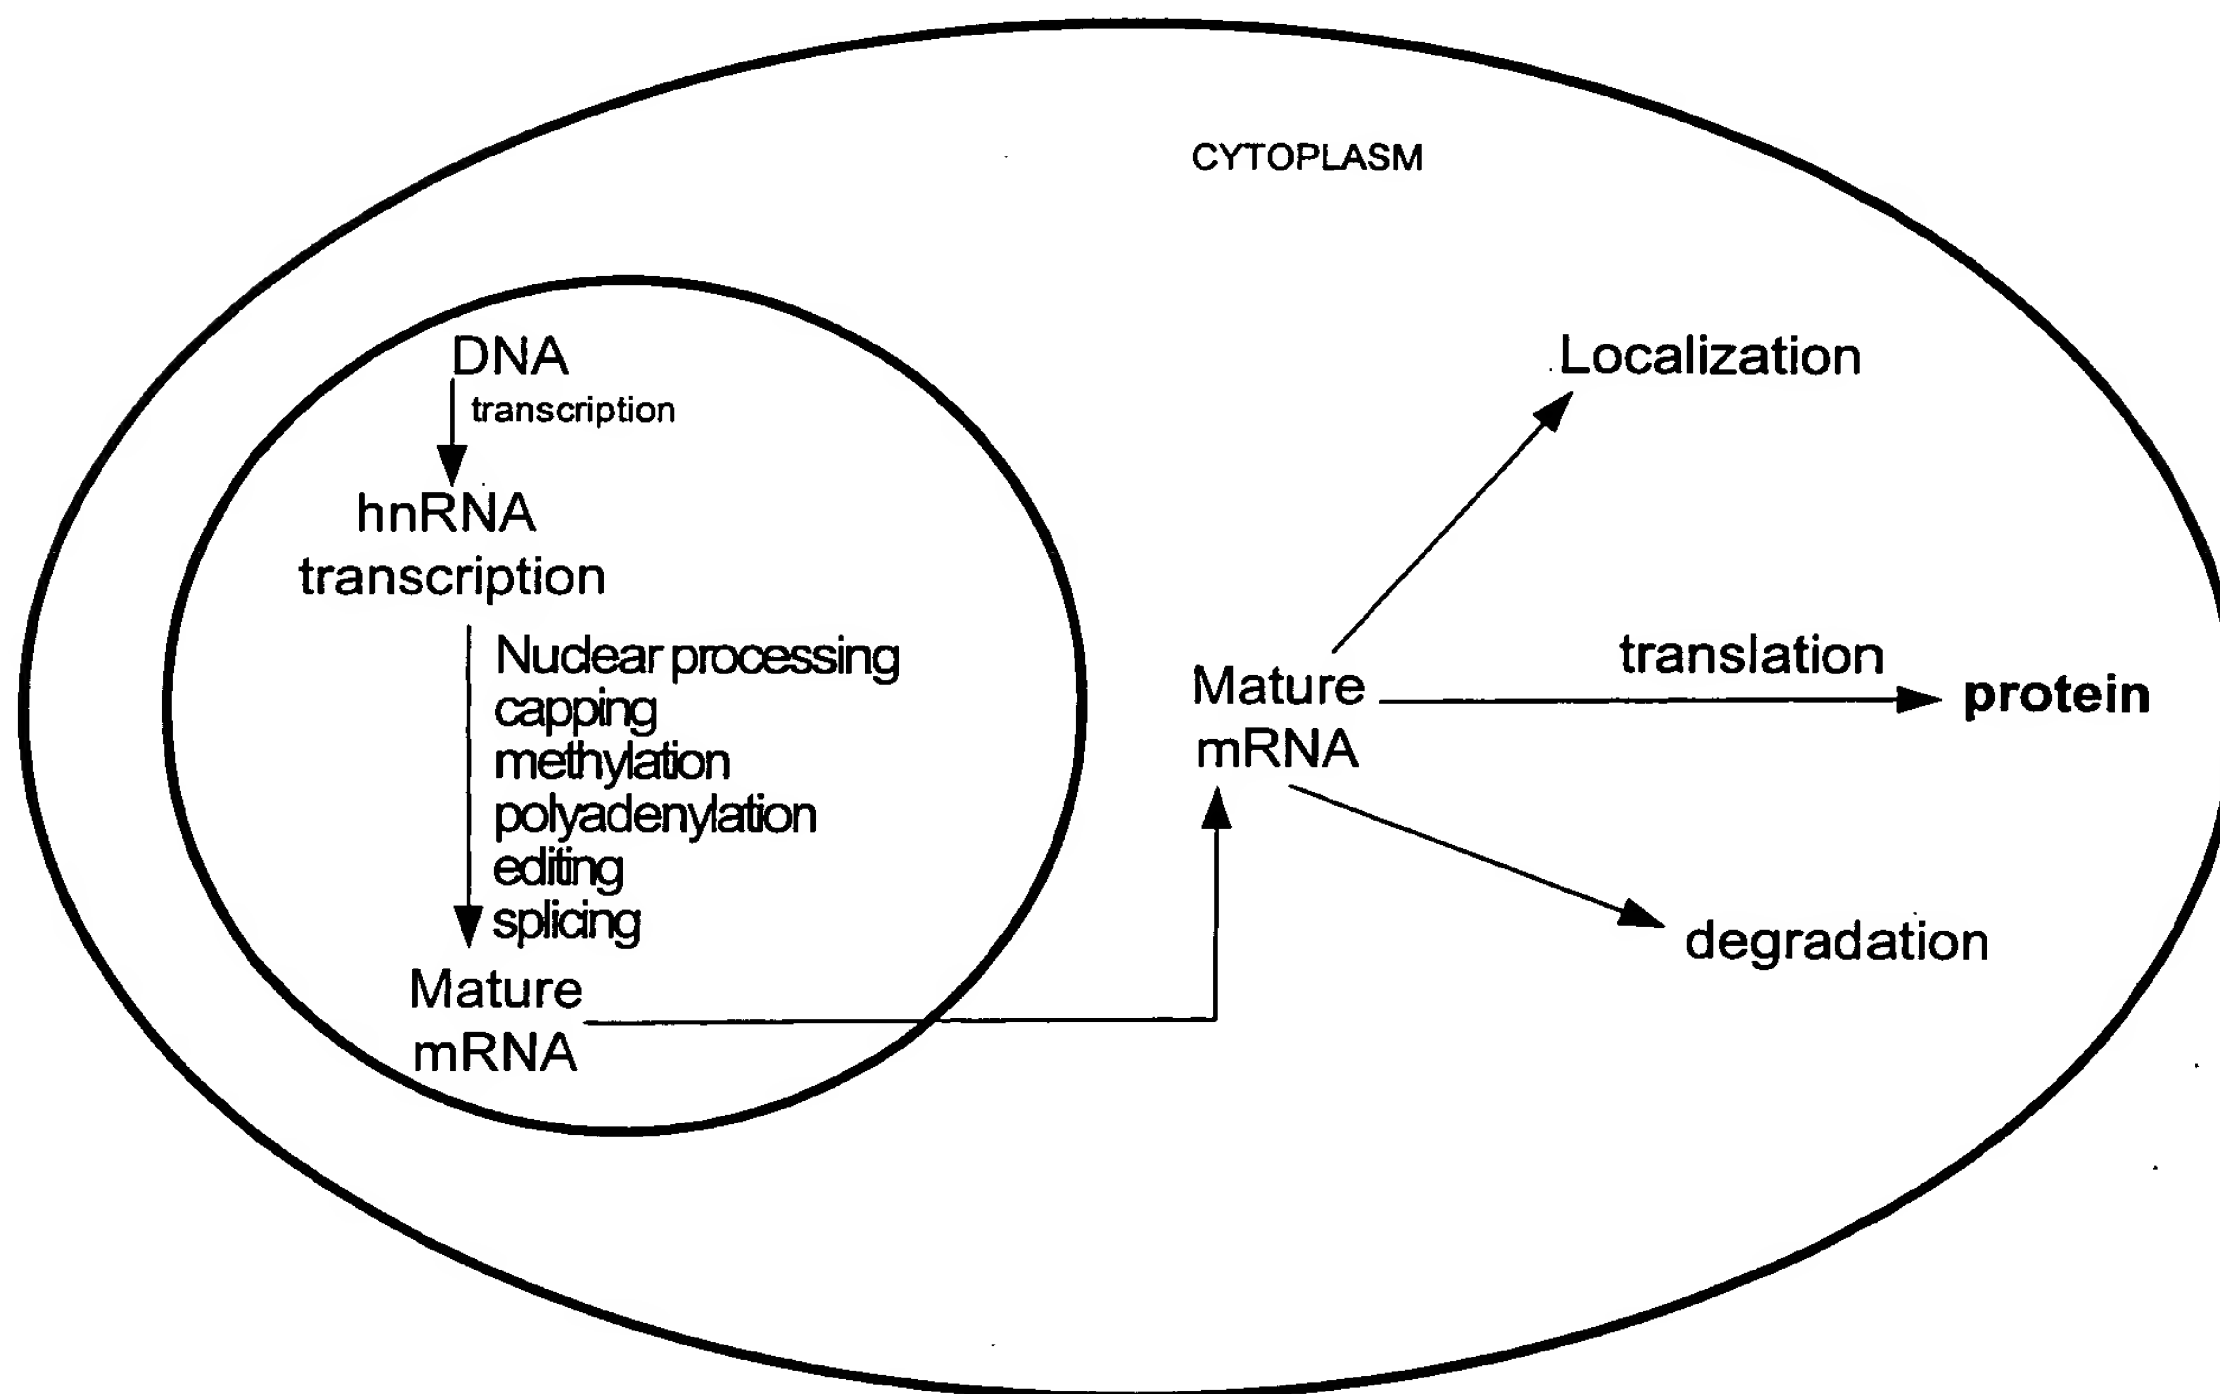 CYTOPLASM
DNA
transcription
hnRNA
transcription
Nuclear processing
capping
methylation
polyadenylation
editing
splicing
Mature
mRNA
Mature
mRNA
Localization
translation
protein
degradation